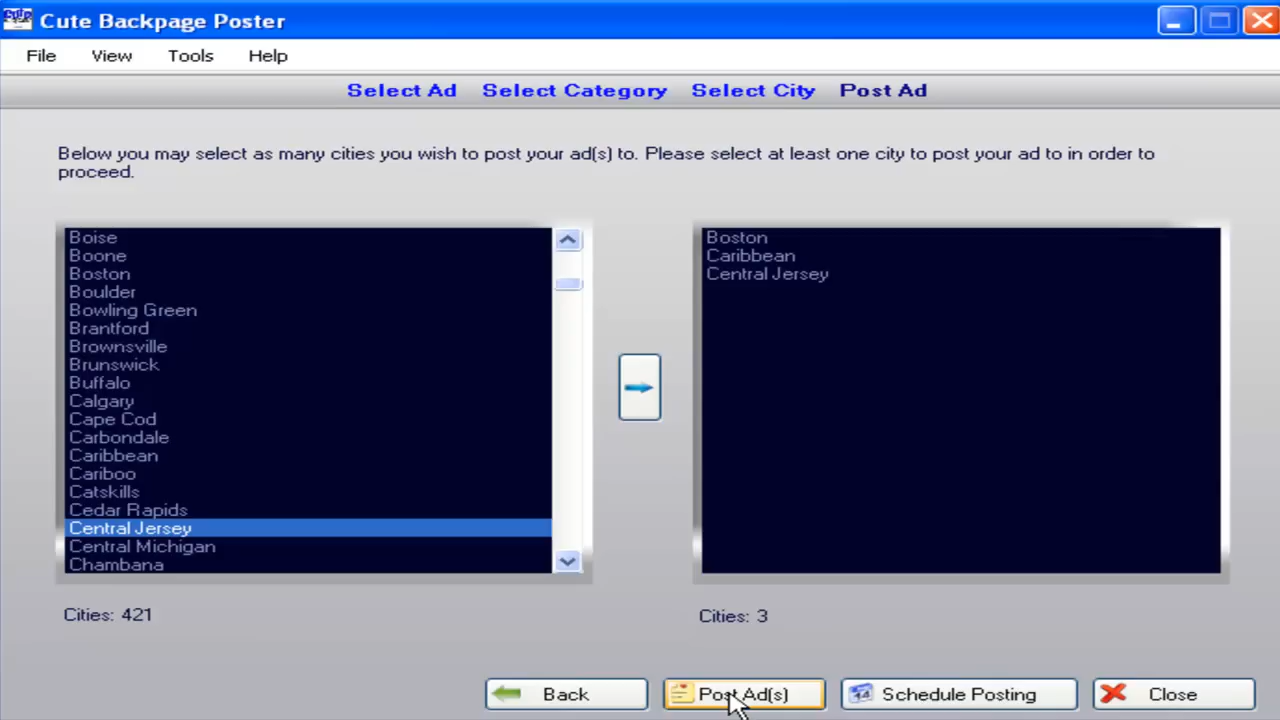 Cute Backpage Poster
File View Tools Help
Select Ad Select Category Select City Post Ad
Below you may select as many cities you wish to post your ad(s) to. Please select at least one city to post your ad to in order to
proceed.
Boise
Boone
Boston
Boulder
Bowling Green
Brantford
Brownsville
Brunswick
Buffalo
Calgary
Cape Cod
Carbondale
Caribbean
Cariboo
Catskills
Cedar Rapids
Central Jersey
Central Michigan
Chambana
Cities: 421
Boston
Caribbean
Central Jersey
Cities: 3
Back Post Ad(s) Schedule Posting Close